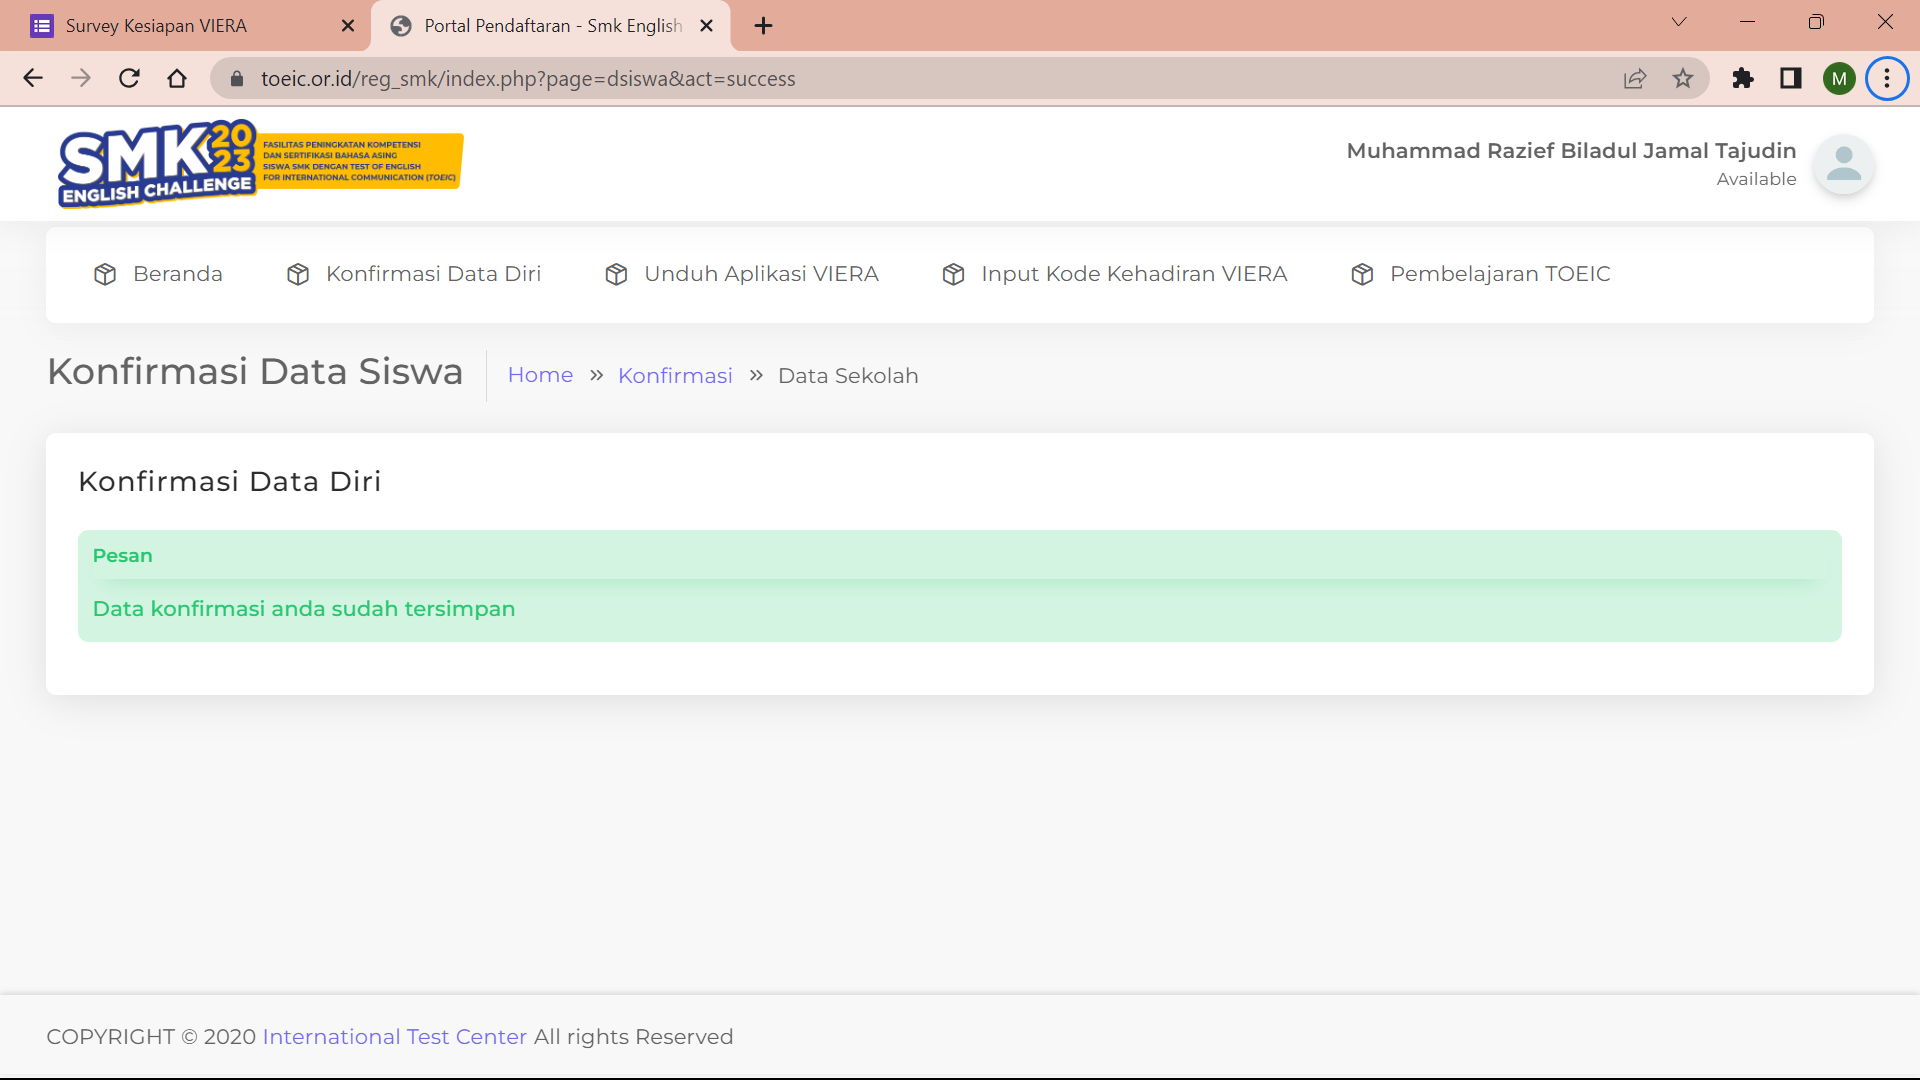 Survey Kesiapan VIERA
Portal Pendaftaran - Smk English
toeic.or.id/reg_smk/index.php?page=dsiswa&act=success
M
SMK 2023
ENGLISH CHALLENGE
FASILITAS PENINGKATAN KOMPETENSI
DAN SERTIFIKASI BAHASA ASING
SISWA SMK DENGAN TEST OF ENGLISH
FOR INTERNATIONAL COMMUNICATION (TOEIC)
Muhammad Razief Biladul Jamal Tajudin
Available
Beranda
Konfirmasi Data Diri
Unduh Aplikasi VIERA
Input Kode Kehadiran VIERA
Pembelajaran TOEIC
Konfirmasi Data Siswa
Home » Konfirmasi » Data Sekolah
Konfirmasi Data Diri
Pesan
Data konfirmasi anda sudah tersimpan
COPYRIGHT © 2020 International Test Center All rights Reserved